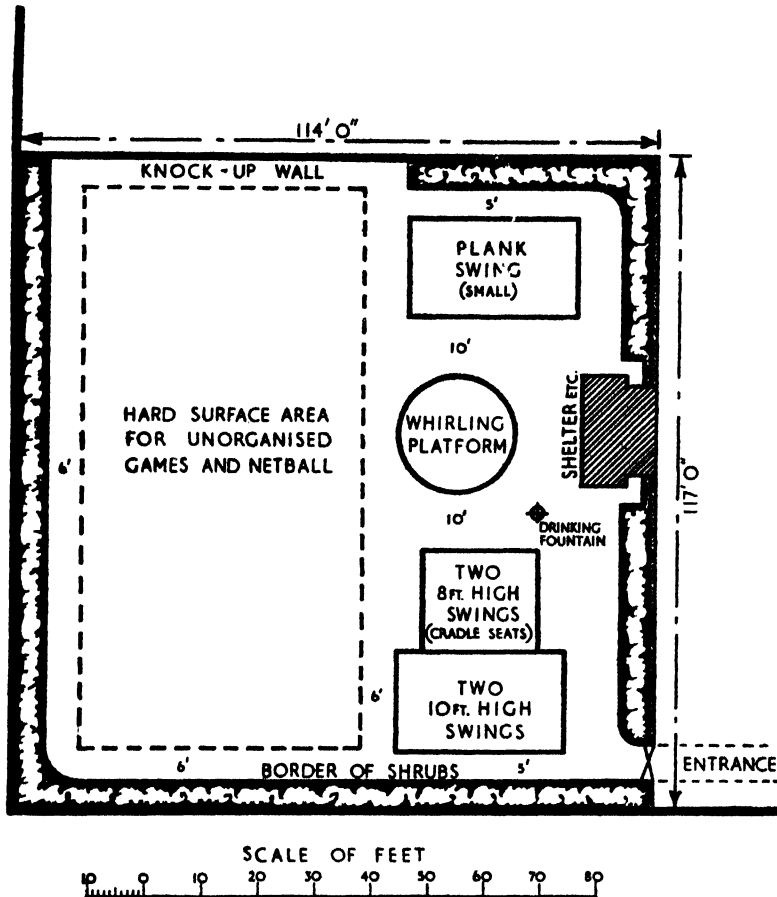 114' 0"
KNOCK-UP WALL
5'
PLANK
SWING
(SMALL)
10'
HARD SURFACE AREA
FOR UNORGANISED
GAMES AND NETBALL
6'
WHIRLING
PLATFORM
SHELTER ETC.
117' 0"
10'
DRINKING
FOUNTAIN
TWO
8FT. HIGH
SWINGS
(CRADLE SEATS)
6'
TWO
10FT. HIGH
SWINGS
6'
BORDER OF SHRUBS
5'
ENTRANCE
SCALE OF FEET
10 0 10 20 30 40 50 60 70 80